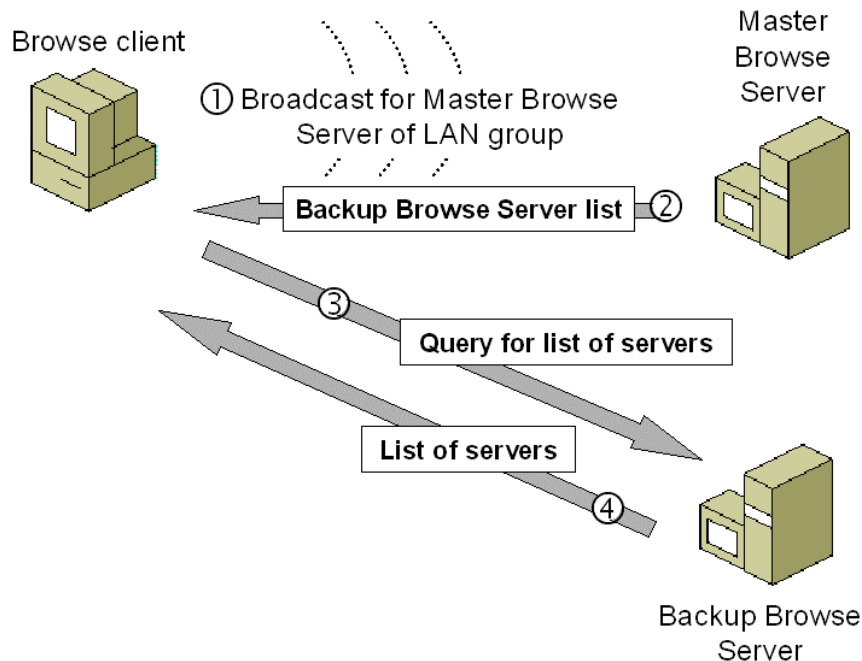 Browse client
Master
Browse
Server
① Broadcast for Master Browse
Server of LAN group
Backup Browse Server list ②
③
Query for list of servers
List of servers
④
Backup Browse
Server